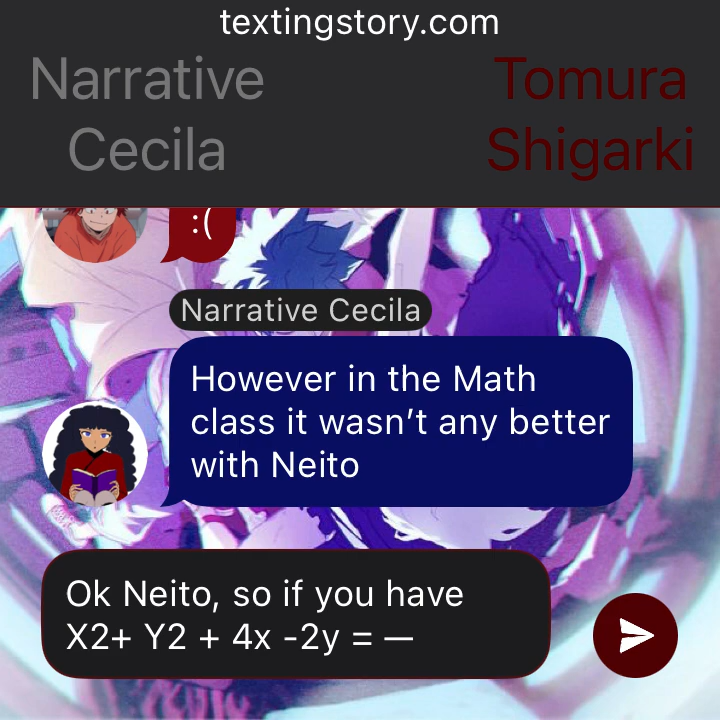 textingstory.com
Narrative Cecila
Tomura Shigarki
:(
Narrative Cecila
However in the Math
class it wasn’t any better
with Neito
Ok Neito, so if you have
X2+ Y2 + 4x -2y = —